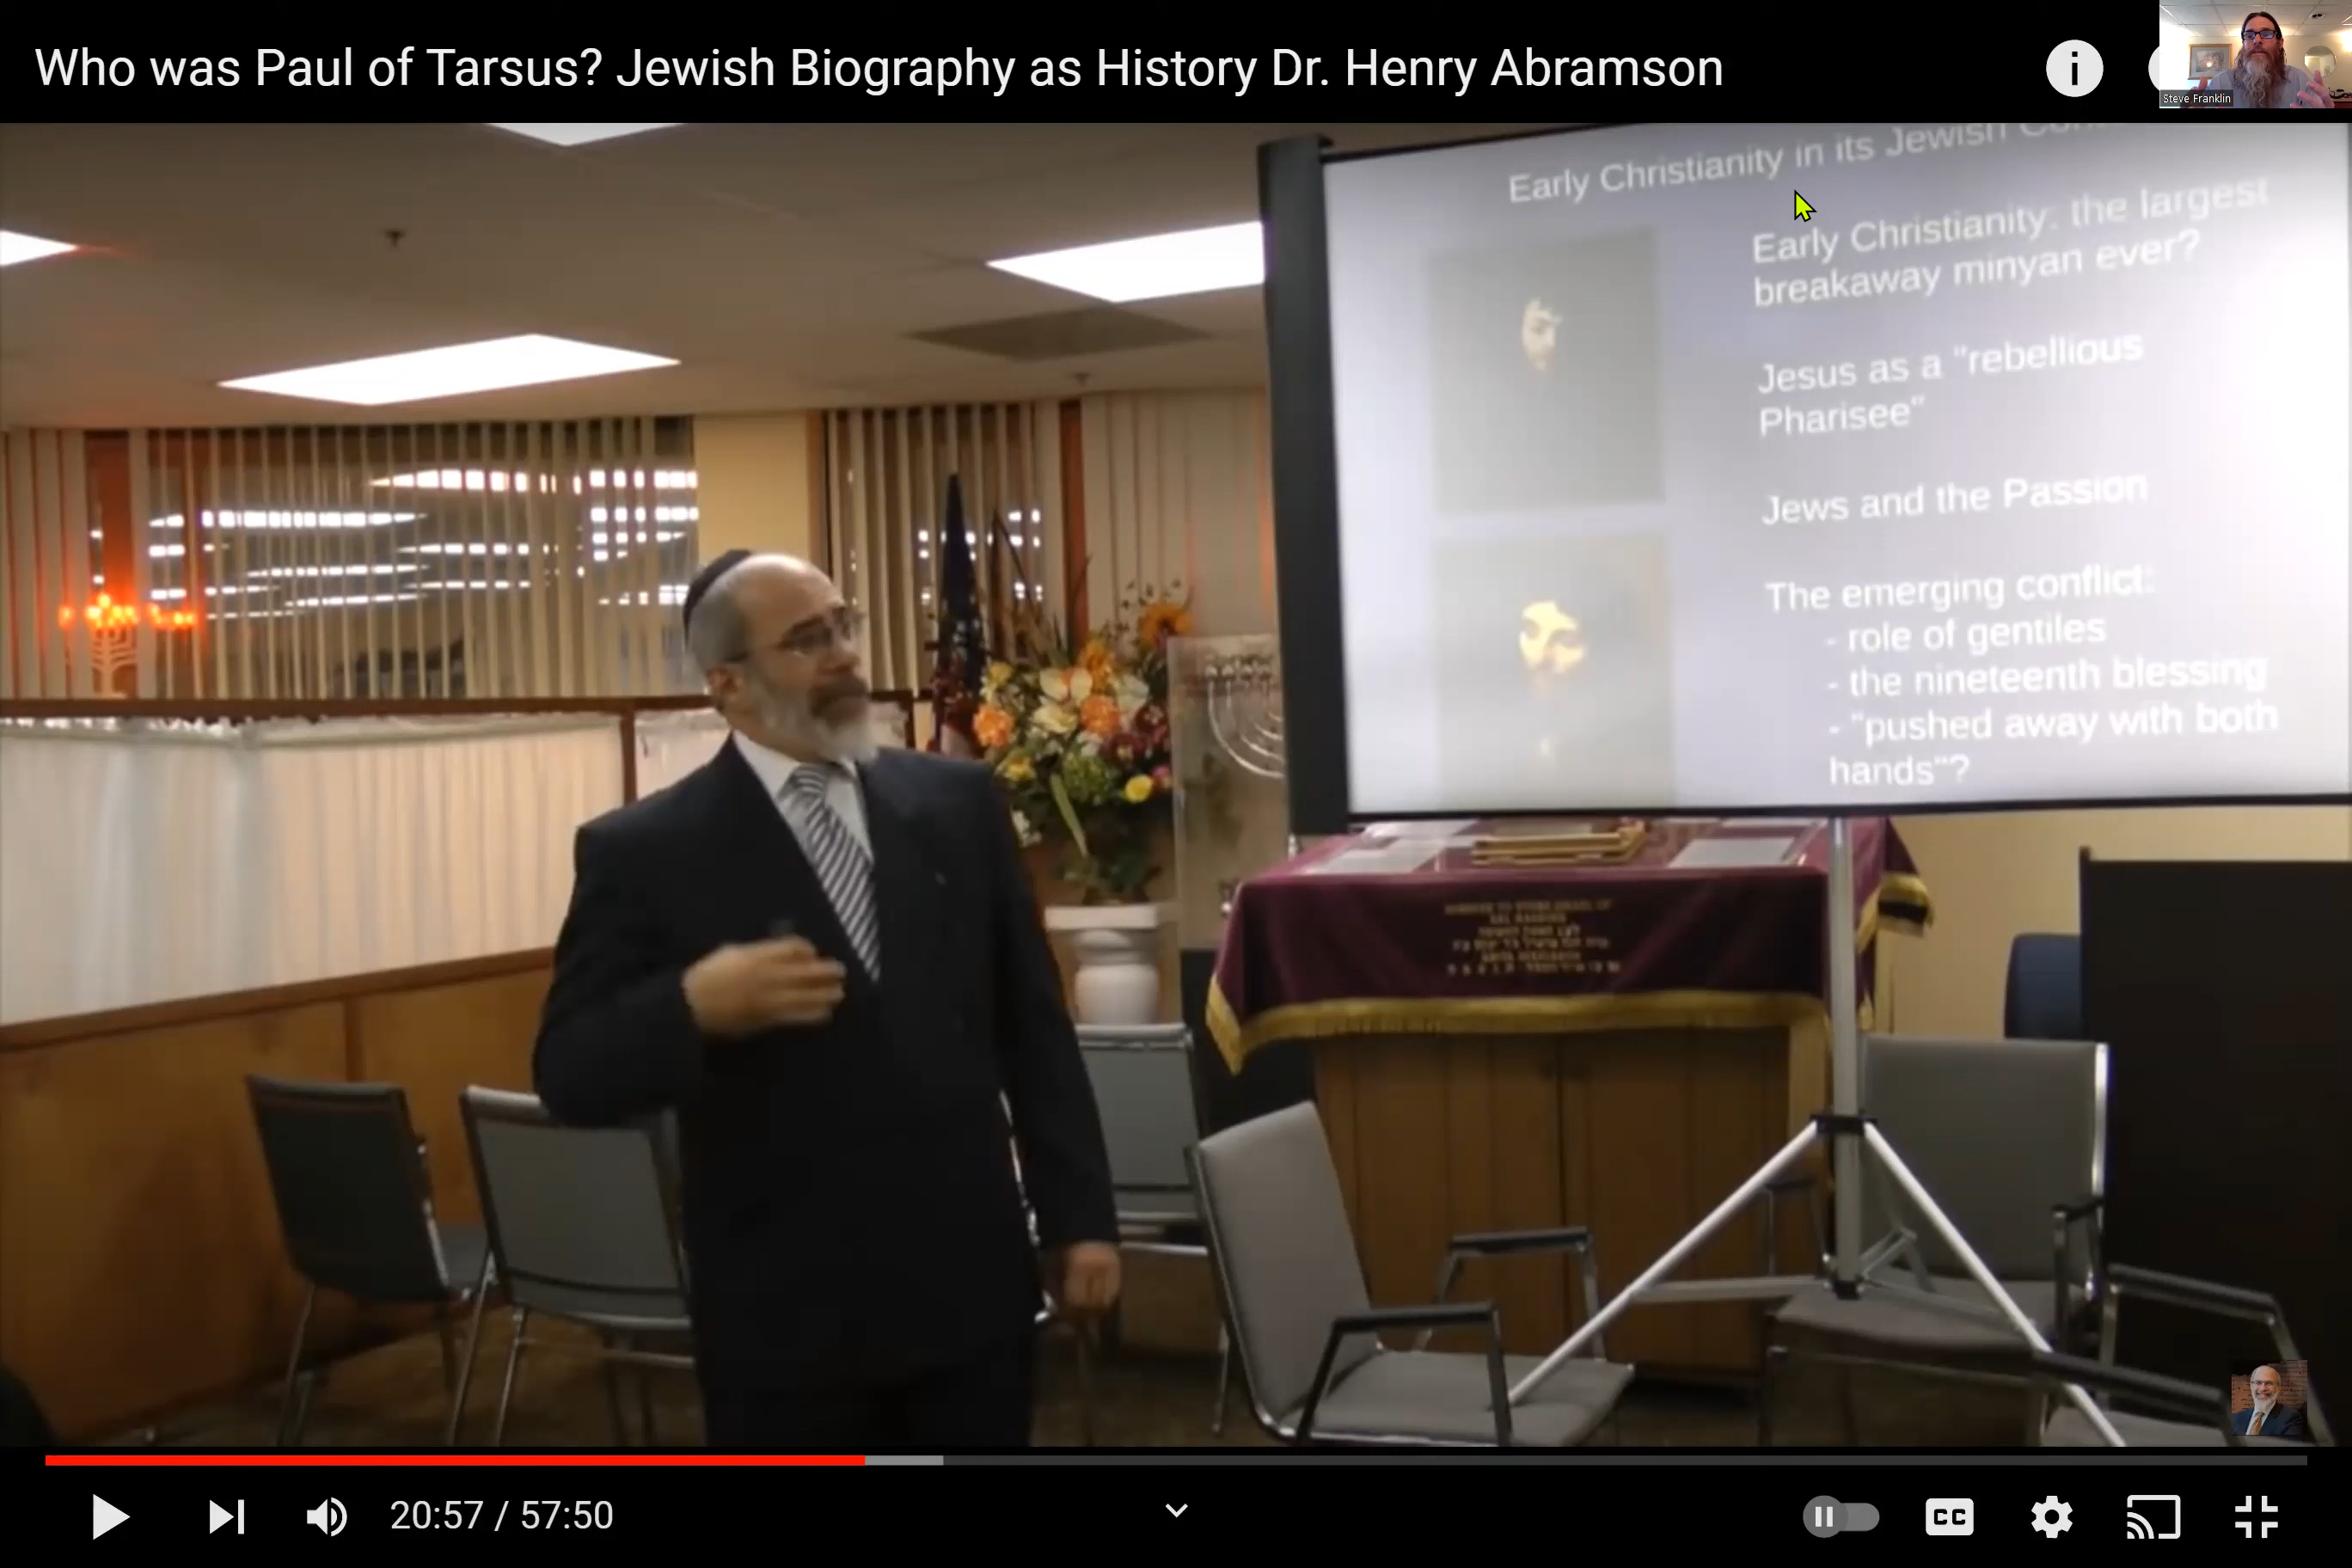 Who was Paul of Tarsus? Jewish Biography as History Dr. Henry Abramson
Steve Franklin
Early Christianity in its Jewish
Early Christianity: the largest
breakaway minyan ever?
Jesus as a "rebellious
Pharisee"
Jews and the Passion
The emerging conflict:
- role of gentiles
- the nineteenth blessing
- "pushed away with both
hands"?
20:57 / 57:50
CC